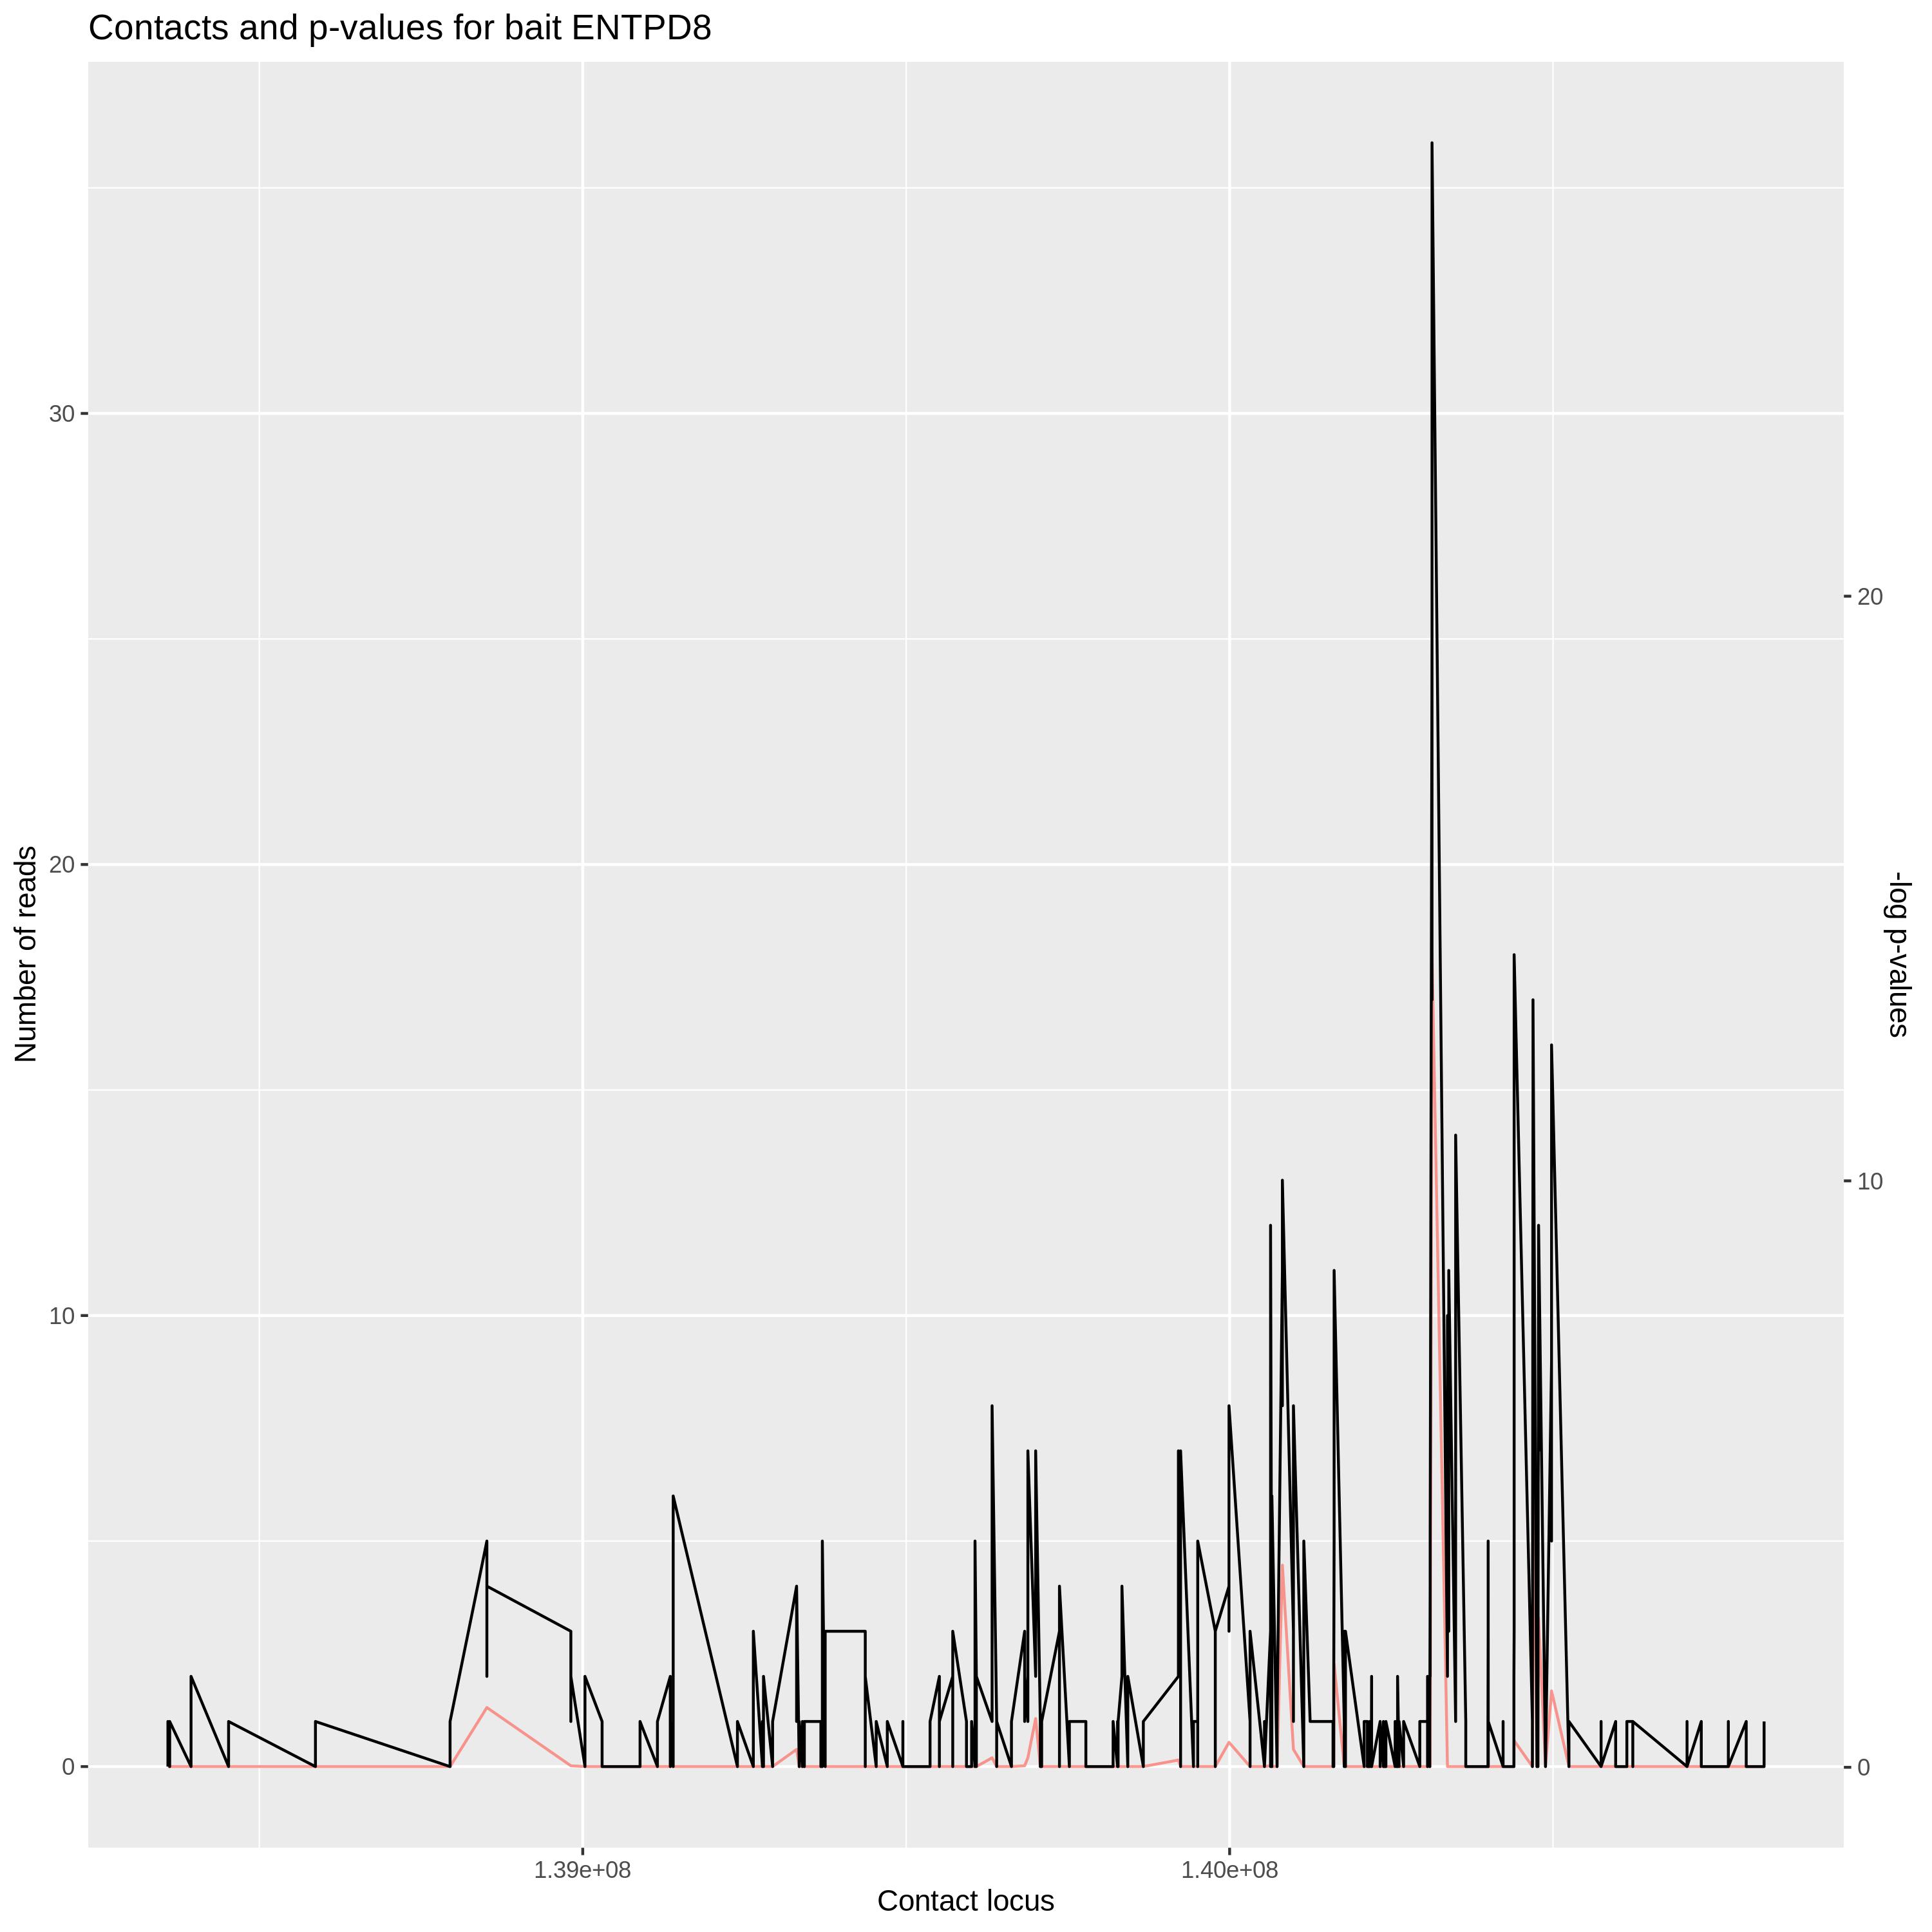 Contacts and p-values for bait ENTPD8
Number of reads
30
20
10
0
20
10
0
-log p-values
1.39e+08
1.40e+08
Contact locus